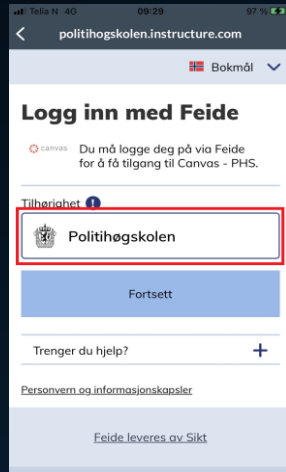 Telia N 4G 09:29 97 %
politihogskolen.instructure.com
Bokmål
Logg inn med Feide
canvas Du må logge deg på via Feide
for å få tilgang til Canvas - PHS.
Tilhørighet
Politihøgskolen
Fortsett
Trenger du hjelp? +
Personvern og informasjonskapsler
Feide leveres av Sikt